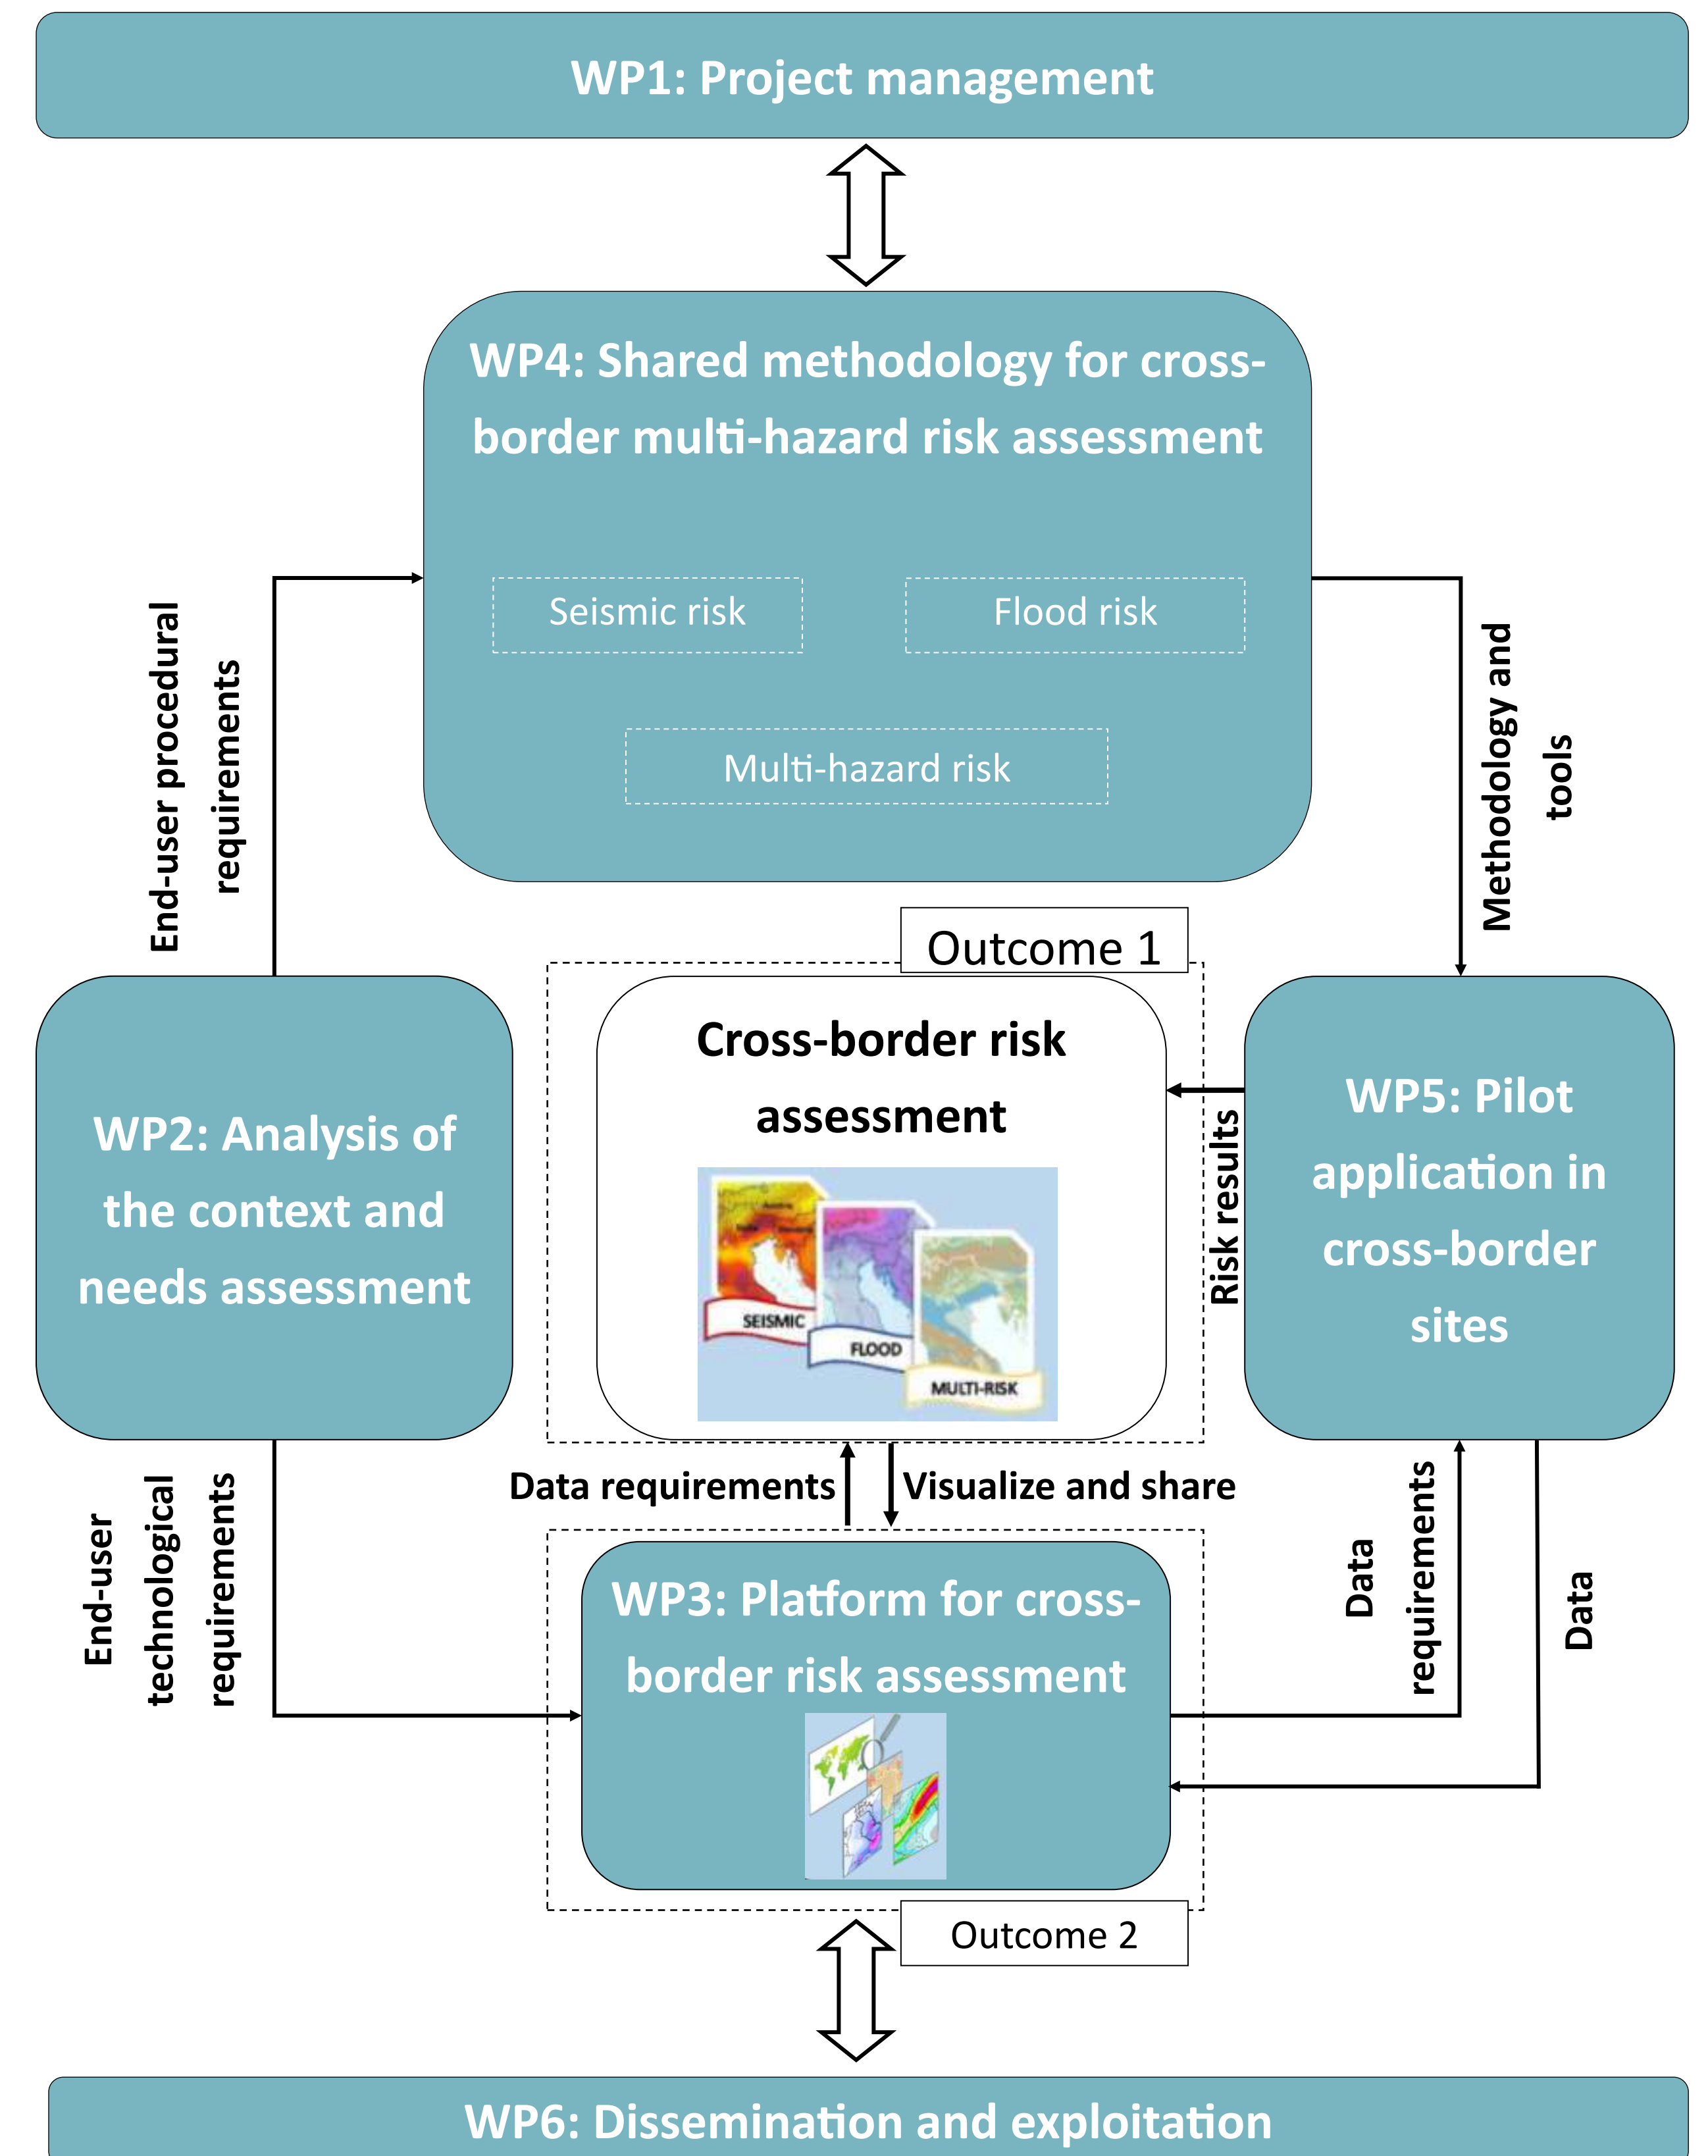 WP1: Project management
WP4: Shared methodology for cross-
border multi-hazard risk assessment
Seismic risk
Flood risk
Multi-hazard risk
End-user procedural
requirements
Methodology and
tools
Outcome 1
Cross-border risk
assessment
SEISMIC
FLOOD
MULTI-RISK
WP2: Analysis of
the context and
needs assessment
Risk results
WP5: Pilot
application in
cross-border
sites
Data requirements
Visualize and share
End-user
technological
requirements
WP3: Platform for cross-
border risk assessment
Data
requirements
Data
Outcome 2
WP6: Dissemination and exploitation